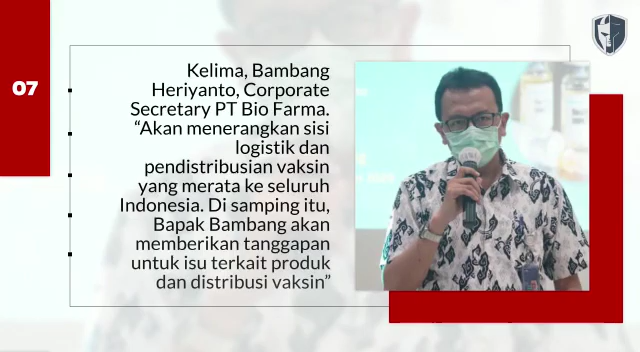 07
Kelima, Bambang
Heriyanto, Corporate
Secretary PT Bio Farma.
“Akan menerangkan sisi
logistik dan
pendistribusian vaksin
yang merata ke seluruh
Indonesia. Di samping itu,
Bapak Bambang akan
memberikan tanggapan
untuk isu terkait produk
dan distribusi vaksin”